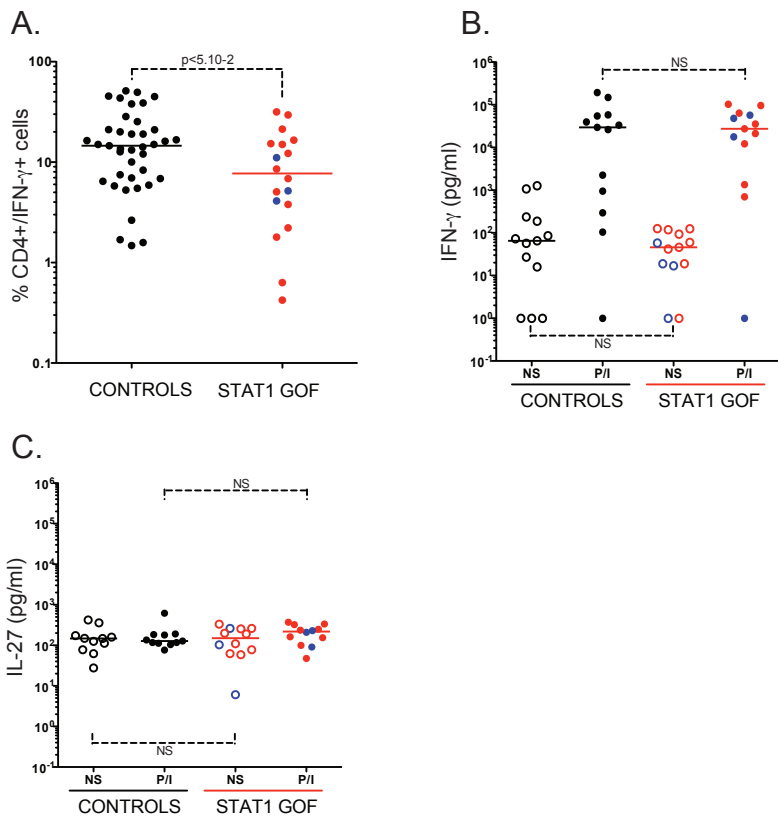 A.
p<5.10-2
% CD4+/IFN-γ+ cells
100
10
1
0.1
CONTROLS STAT1 GOF
B.
NS
IFN-γ (pg/ml)
10^6
10^5
10^4
10^3
10^2
10^1
10^0
10^-1
NS
NS P/I NS P/I
CONTROLS STAT1 GOF
C.
NS
IL-27 (pg/ml)
10^6
10^5
10^4
10^3
10^2
10^1
10^0
10^-1
NS
NS P/I NS P/I
CONTROLS STAT1 GOF